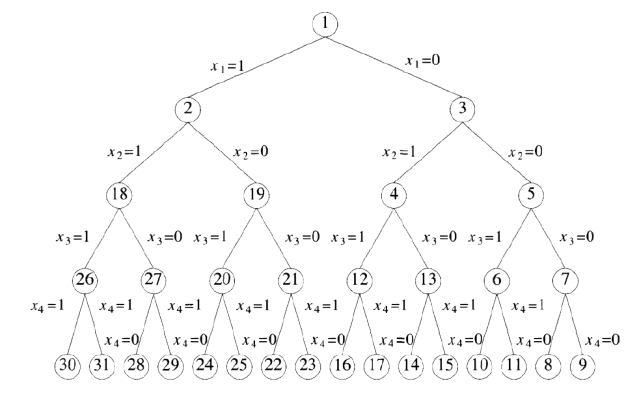 1
x₁=1 x₁=0
2 3
x₂=1 x₂=0 x₂=1 x₂=0
18 19 4 5
x₃=1 x₃=0 x₃=1 x₃=0 x₃=1 x₃=0 x₃=1 x₃=0
26 27 20 21 12 13 6 7
x₄=1 x₄=1 x₄=1 x₄=1 x₄=1 x₄=1 x₄=1 x₄=1
x₄=0 x₄=0 x₄=0 x₄=0 x₄=0 x₄=0 x₄=0 x₄=0
30 31 28 29 24 25 22 23 16 17 14 15 10 11 8 9